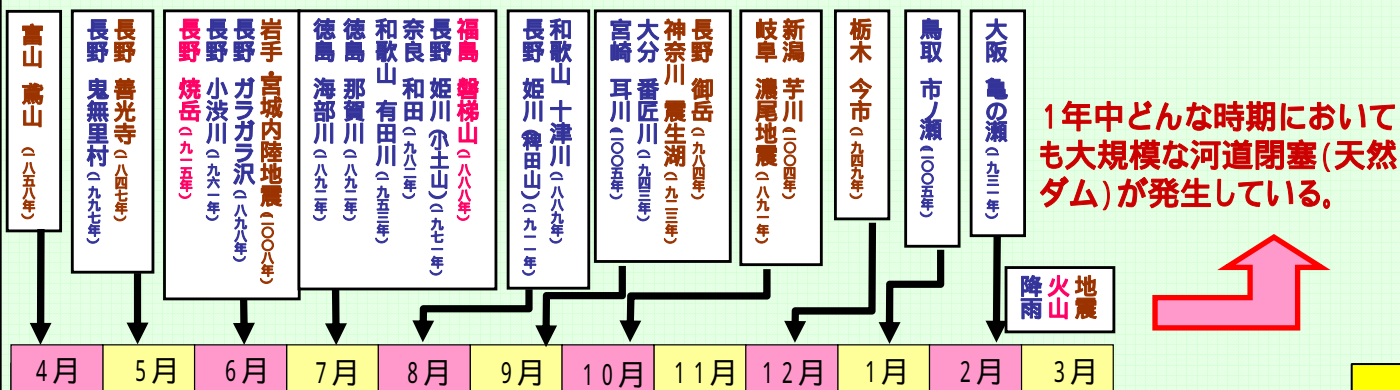 富山 鳶山 (一八五八年)
長野 善光寺(一八四七年)
長野 鬼無里村(一九九七年)
岩手・宮城内陸地震(二〇〇八年)
長野 ガラガラ沢(一八九八年)
長野 小渋川(一九六一年)
長野 焼岳(一九一五年)
福島 磐梯山(一八八八年)
長野 姫川(小土山)(一九七一年)
奈良 和田(一九八二年)
和歌山 有田川(一九五三年)
徳島 那賀川(一八九二年)
徳島 海部川(一八九二年)
和歌山 十津川(一八八九年)
長野 姫川(稗田山)(一九一一年)
長野 御岳(一九八四年)
神奈川 震生湖(一九二三年)
大分 番匠川(一九四三年)
宮崎 耳川(二〇〇五年)
新潟 芋川(二〇〇四年)
岐阜 濃尾地震(一八九一年)
栃木 今市(一九四九年)
鳥取 市ノ瀬(二〇〇五年)
大阪 亀の瀬(一九三一年)
1年中どんな時期において
も大規模な河道閉塞(天然
ダム)が発生している。
地震
火山
降雨
4月 5月 6月 7月 8月 9月 10月 11月 12月 1月 2月 3月